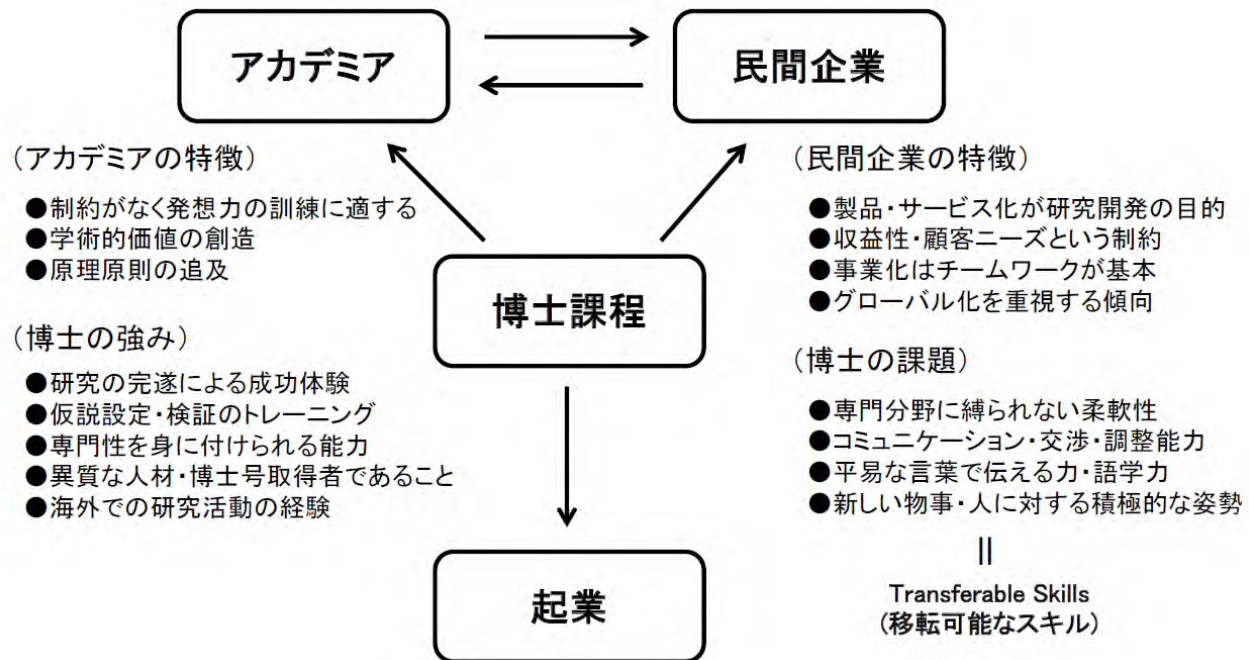 アカデミア
民間企業
(アカデミアの特徴)
●制約がなく発想力の訓練に適する
●学術的価値の創造
●原理原則の追及
(民間企業の特徴)
●製品・サービス化が研究開発の目的
●収益性・顧客ニーズという制約
●事業化はチームワークが基本
●グローバル化を重視する傾向
博士課程
(博士の強み)
●研究の完遂による成功体験
●仮説設定・検証のトレーニング
●専門性を身に付けられる能力
●異質な人材・博士号取得者であること
●海外での研究活動の経験
(博士の課題)
●専門分野に縛られない柔軟性
●コミュニケーション・交渉・調整能力
●平易な言葉で伝える力・語学力
●新しい物事・人に対する積極的な姿勢
||
Transferable Skills
(移転可能なスキル)
起業